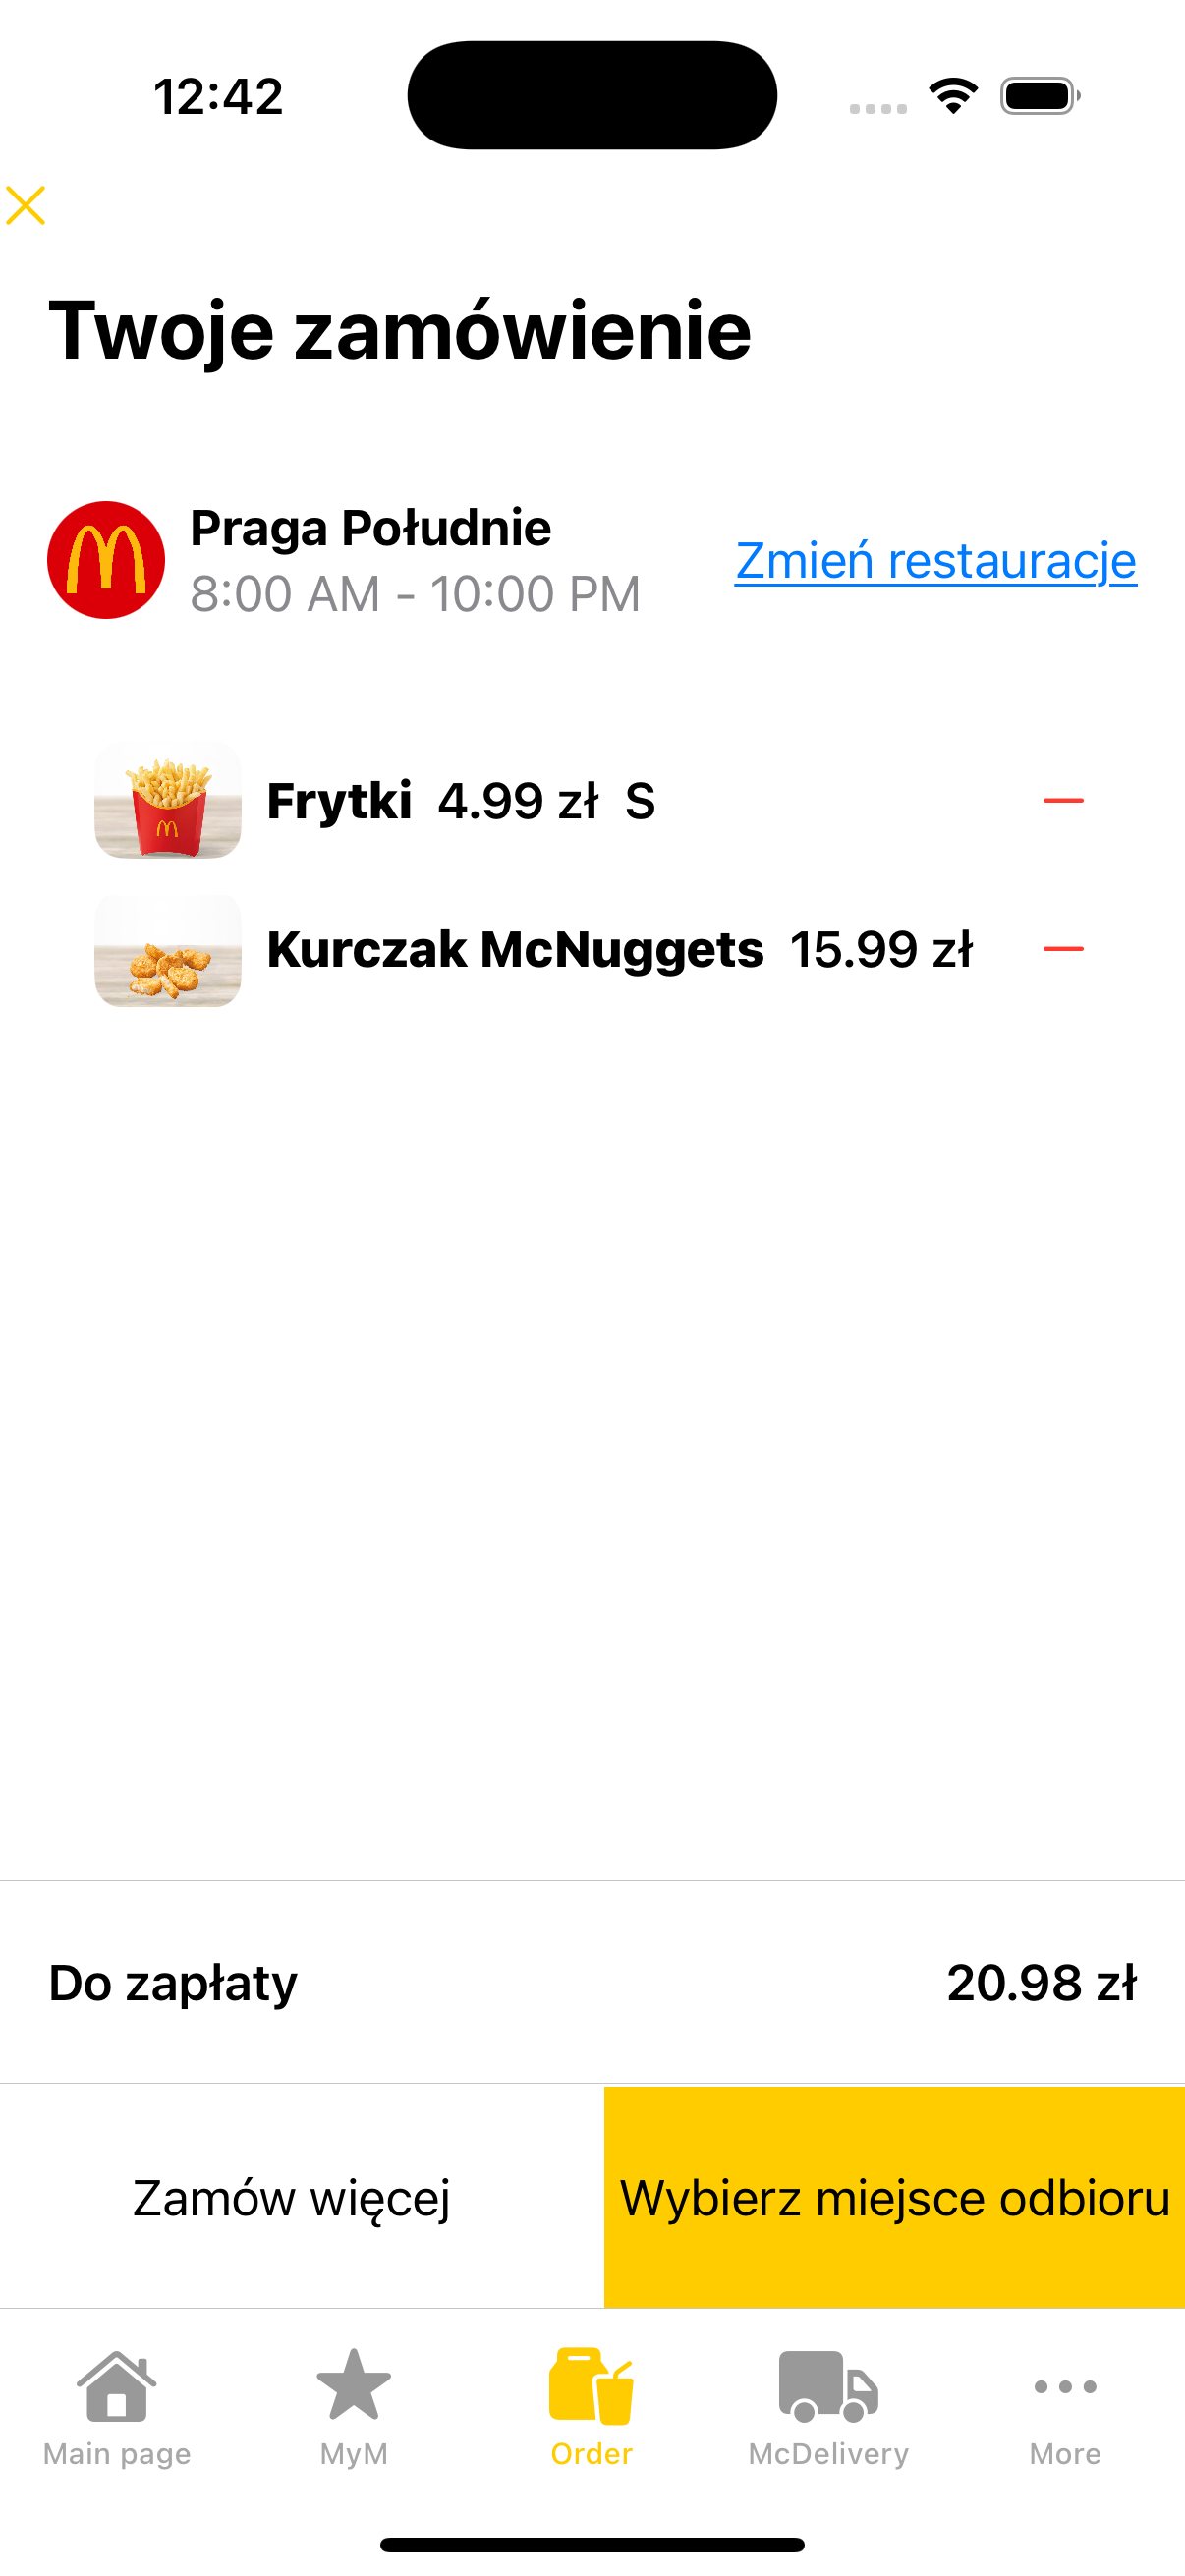 12:42
Twoje zamówienie
Praga Południe
8:00 AM - 10:00 PM
Zmień restauracje
Frytki 4.99 zł S
Kurczak McNuggets 15.99 zł
Do zapłaty 20.98 zł
Zamów więcej
Wybierz miejsce odbioru
Main page
MyM
Order
McDelivery
More